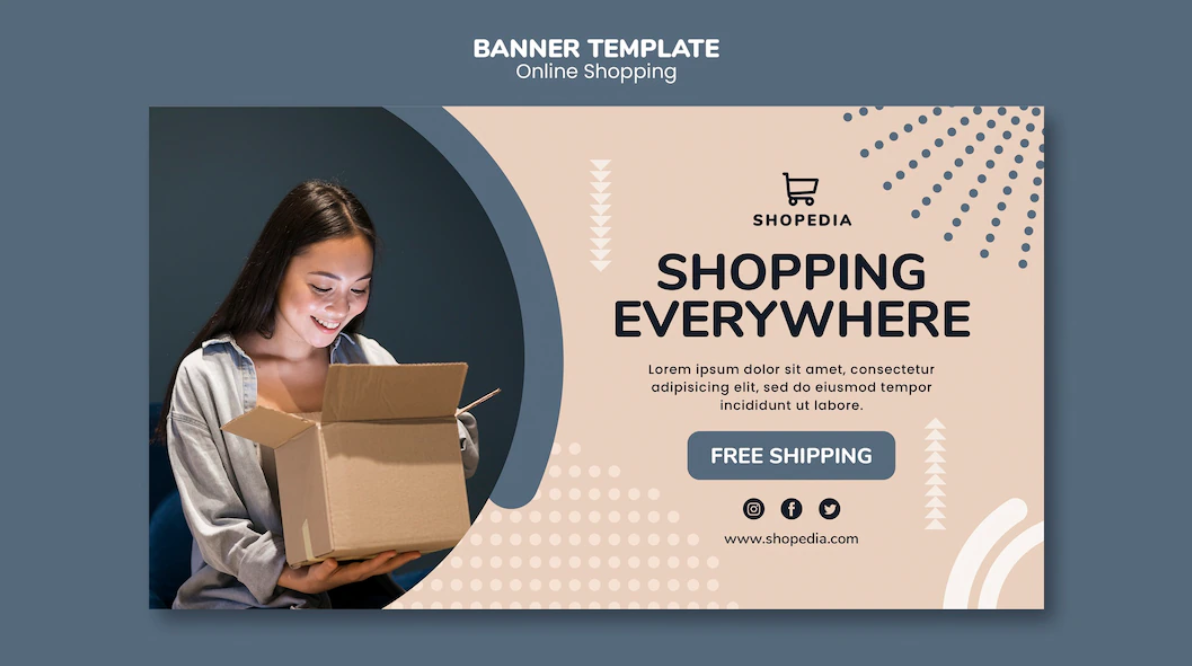 BANNER TEMPLATE
Online Shopping
SHOPEDIA
SHOPPING
EVERYWHERE
Lorem ipsum dolor sit amet, consectetur
adipisicing elit, sed do eiusmod tempor
incididunt ut labore.
FREE SHIPPING
www.shopedia.com